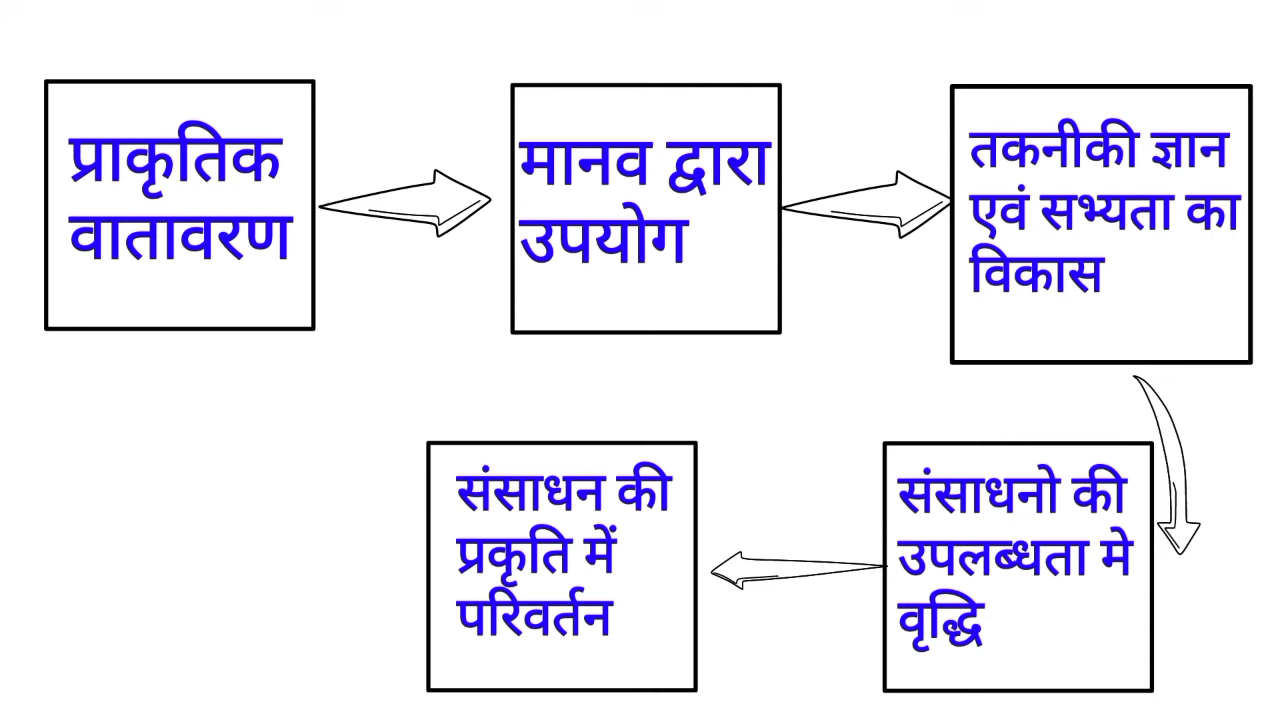 प्राकृतिक
वातावरण
मानव द्वारा
उपयोग
तकनीकी ज्ञान
एवं सभ्यता का
विकास
संसाधनो की
उपलब्धता मे
वृद्धि
संसाधन की
प्रकृति में
परिवर्तन